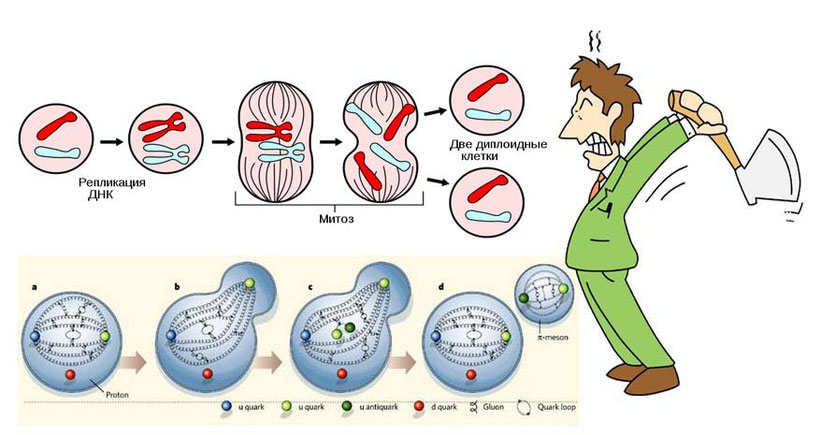 Репликация
ДНК
Митоз
Две диплоидные
клетки
a
b
c
d
Proton
π-meson
u quark
u quark
u antiquark
d quark
Gluon
Quark loop